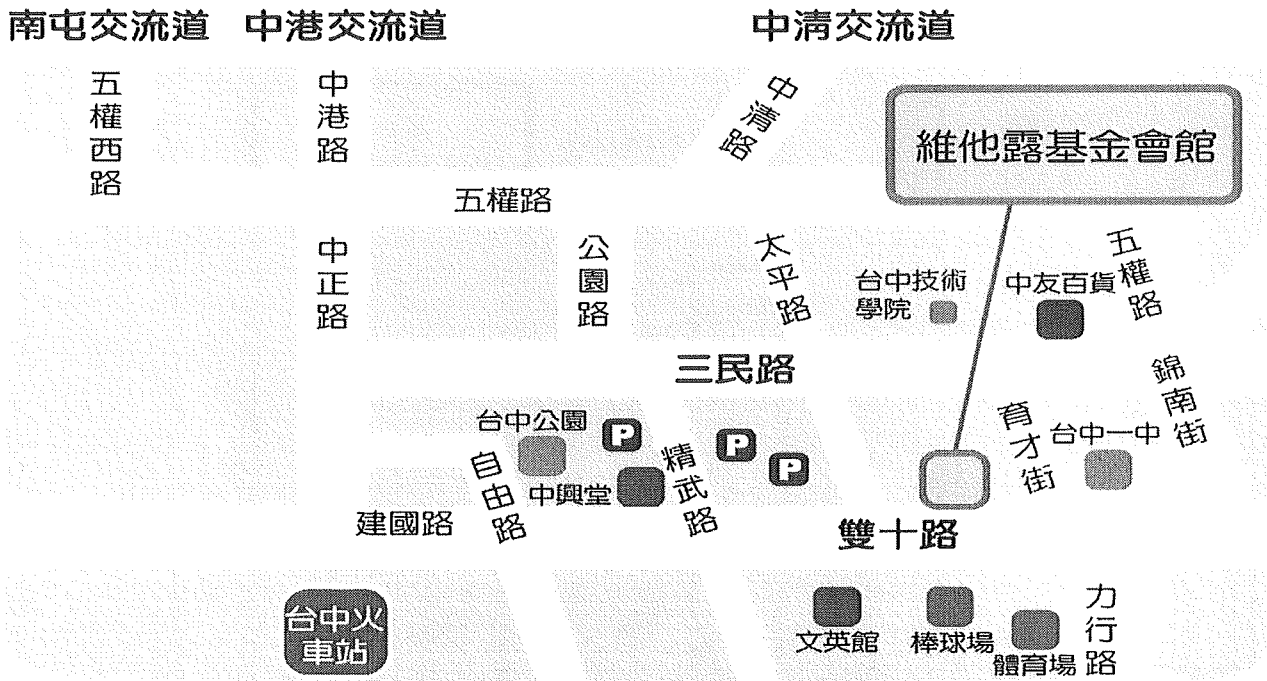 南屯交流道
中港交流道
中清交流道
五權西路
中港路
中清路
維他露基金會館
五權路
中正路
公園路
太平路
台中技術
學院
中友百貨
五權路
三民路
錦南街
台中公園
P
P
P
精武路
育才街
台中一中
自由路
中興堂
建國路
雙十路
台中火
車站
文英館
棒球場
體育場
力行路